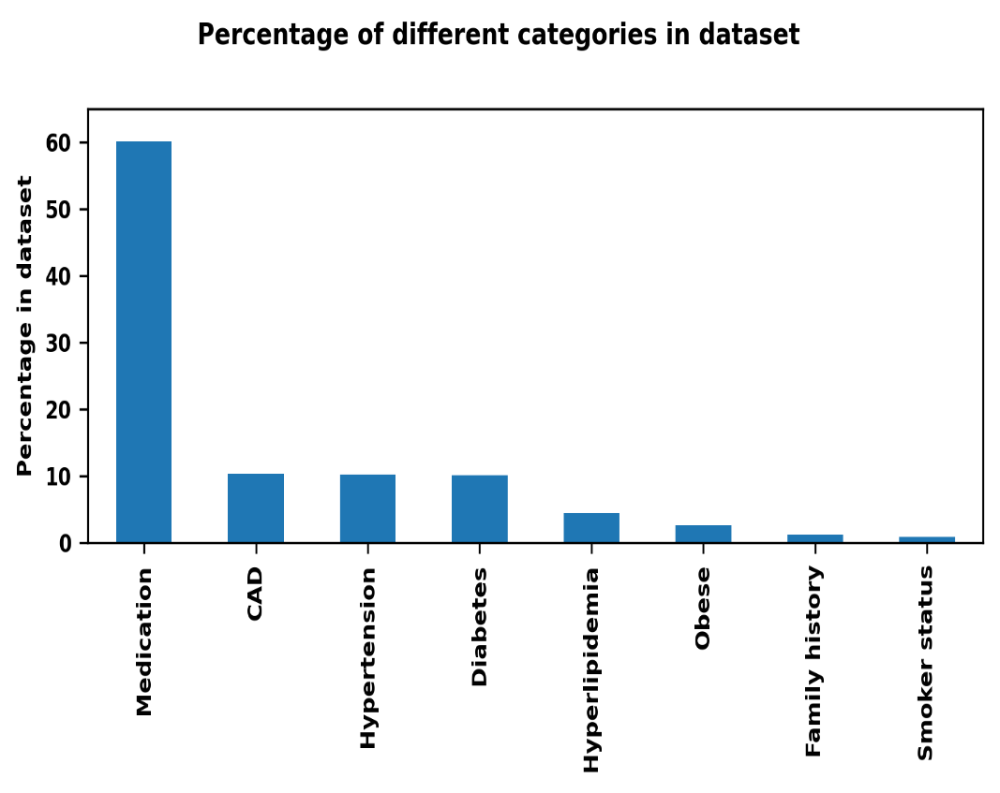 Percentage of different categories in dataset
Percentage in dataset
60
50
40
30
20
10
0
Medication
CAD
Hypertension
Diabetes
Hyperlipidemia
Obese
Family history
Smoker status